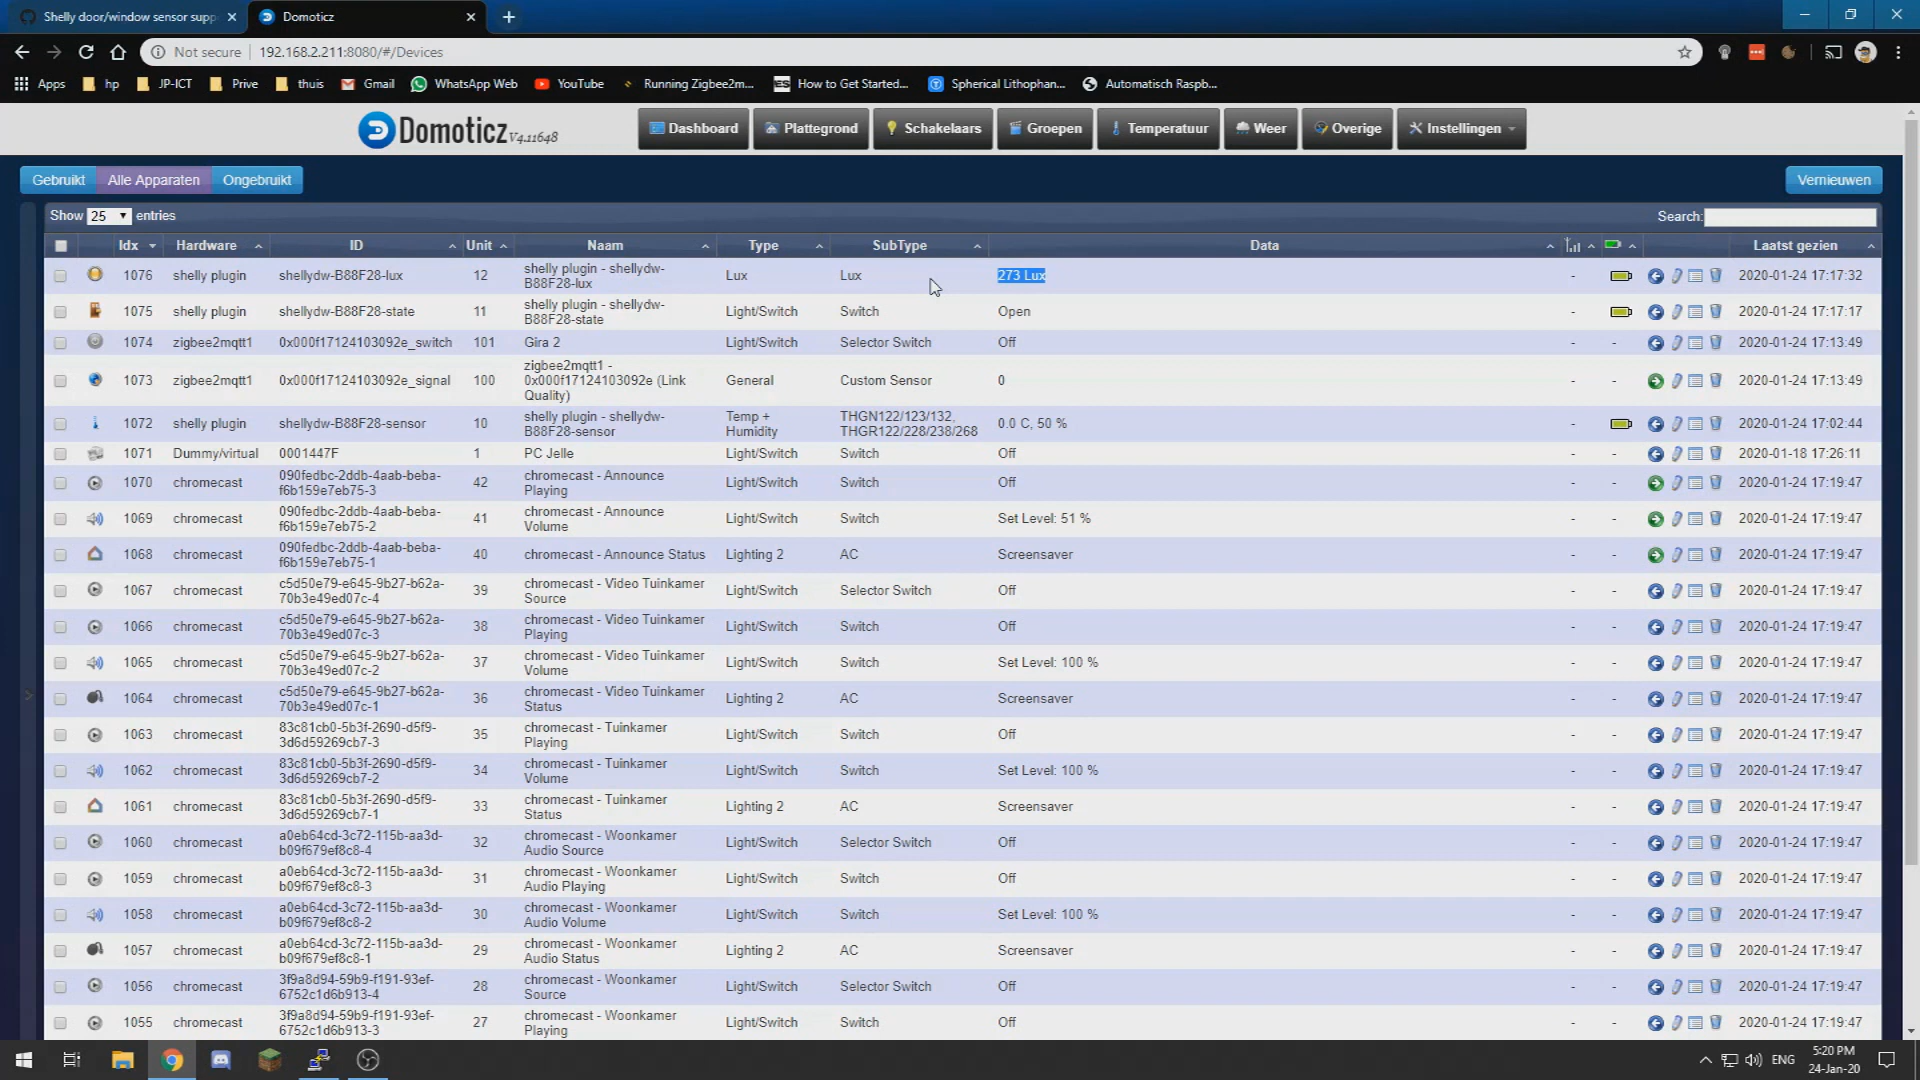 Shelly door/window sensor supp
Domoticz
Not secure
192.168.2.211:8080/#/Devices
Apps
hp
JP-ICT
Prive
thuis
Gmail
WhatsApp Web
YouTube
Running Zigbee2m...
How to Get Started...
Spherical Lithophan...
Automatisch Raspb...
Domoticz V4.11648
Dashboard
Plattegrond
Schakelaars
Groepen
Temperatuur
Weer
Overige
Instellingen
Gebruikt
Alle Apparaten
Ongebruikt
Vernieuwen
Show 25 entries
Search:
Idx Hardware ID Unit Naam Type SubType Data Laatst gezien
1076 shelly plugin shellydw-B88F28-lux 12 shelly plugin - shellydw-B88F28-lux Lux Lux 273 Lux - 2020-01-24 17:17:32
1075 shelly plugin shellydw-B88F28-state 11 shelly plugin - shellydw-B88F28-state Light/Switch Switch Open - 2020-01-24 17:17:17
1074 zigbee2mqtt1 0x000f17124103092e_switch 101 Gira 2 Light/Switch Selector Switch Off - - 2020-01-24 17:13:49
1073 zigbee2mqtt1 0x000f17124103092e_signal 100 zigbee2mqtt1 - 0x000f17124103092e (Link Quality) General Custom Sensor 0 - - 2020-01-24 17:13:49
1072 shelly plugin shellydw-B88F28-sensor 10 shelly plugin - shellydw-B88F28-sensor Temp + Humidity THGN122/123/132, THGR122/228/238/268 0.0 C, 50 % - 2020-01-24 17:02:44
1071 Dummy/virtual 0001447F 1 PC Jelle Light/Switch Switch Off - - 2020-01-18 17:26:11
1070 chromecast 090fedbc-2ddb-4aab-beba-f6b159e7eb75-3 42 chromecast - Announce Playing Light/Switch Switch Off - - 2020-01-24 17:19:47
1069 chromecast 090fedbc-2ddb-4aab-beba-f6b159e7eb75-2 41 chromecast - Announce Volume Light/Switch Switch Set Level: 51 % - - 2020-01-24 17:19:47
1068 chromecast 090fedbc-2ddb-4aab-beba-f6b159e7eb75-1 40 chromecast - Announce Status Lighting 2 AC Screensaver - - 2020-01-24 17:19:47
1067 chromecast c5d50e79-e645-9b27-b62a-70b3e49ed07c-4 39 chromecast - Video Tuinkamer Source Light/Switch Selector Switch Off - - 2020-01-24 17:19:47
1066 chromecast c5d50e79-e645-9b27-b62a-70b3e49ed07c-3 38 chromecast - Video Tuinkamer Playing Light/Switch Switch Off - - 2020-01-24 17:19:47
1065 chromecast c5d50e79-e645-9b27-b62a-70b3e49ed07c-2 37 chromecast - Video Tuinkamer Volume Light/Switch Switch Set Level: 100 % - - 2020-01-24 17:19:47
1064 chromecast c5d50e79-e645-9b27-b62a-70b3e49ed07c-1 36 chromecast - Video Tuinkamer Status Lighting 2 AC Screensaver - - 2020-01-24 17:19:47
1063 chromecast 83c81cb0-5b3f-2690-d5f9-3d6d59269cb7-3 35 chromecast - Tuinkamer Playing Light/Switch Switch Off - - 2020-01-24 17:19:47
1062 chromecast 83c81cb0-5b3f-2690-d5f9-3d6d59269cb7-2 34 chromecast - Tuinkamer Volume Light/Switch Switch Set Level: 100 % - - 2020-01-24 17:19:47
1061 chromecast 83c81cb0-5b3f-2690-d5f9-3d6d59269cb7-1 33 chromecast - Tuinkamer Status Lighting 2 AC Screensaver - - 2020-01-24 17:19:47
1060 chromecast a0eb64cd-3c72-115b-aa3d-b09f679ef8c8-4 32 chromecast - Woonkamer Audio Source Light/Switch Selector Switch Off - - 2020-01-24 17:19:47
1059 chromecast a0eb64cd-3c72-115b-aa3d-b09f679ef8c8-3 31 chromecast - Woonkamer Audio Playing Light/Switch Switch Off - - 2020-01-24 17:19:47
1058 chromecast a0eb64cd-3c72-115b-aa3d-b09f679ef8c8-2 30 chromecast - Woonkamer Audio Volume Light/Switch Switch Set Level: 100 % - - 2020-01-24 17:19:47
1057 chromecast a0eb64cd-3c72-115b-aa3d-b09f679ef8c8-1 29 chromecast - Woonkamer Audio Status Lighting 2 AC Screensaver - - 2020-01-24 17:19:47
1056 chromecast 3f9a8d94-59b9-f191-93ef-6752c1d6b913-4 28 chromecast - Woonkamer Source Light/Switch Selector Switch Off - - 2020-01-24 17:19:47
1055 chromecast 3f9a8d94-59b9-f191-93ef-6752c1d6b913-3 27 chromecast - Woonkamer Playing Light/Switch Switch Off - - 2020-01-24 17:19:47
ENG
5:20 PM
24-Jan-20